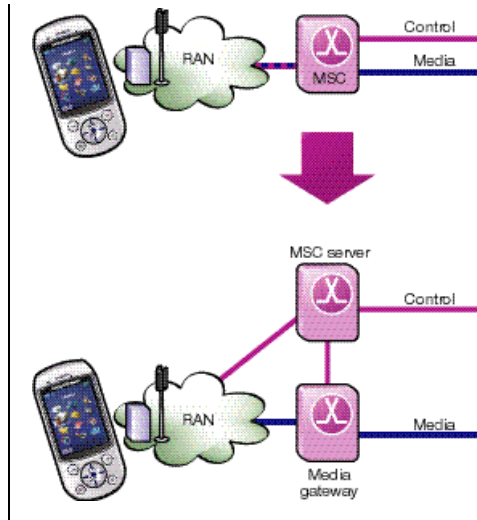 Control
RAN
Media
MSC
MSC server
Control
RAN
Media
Media
gateway